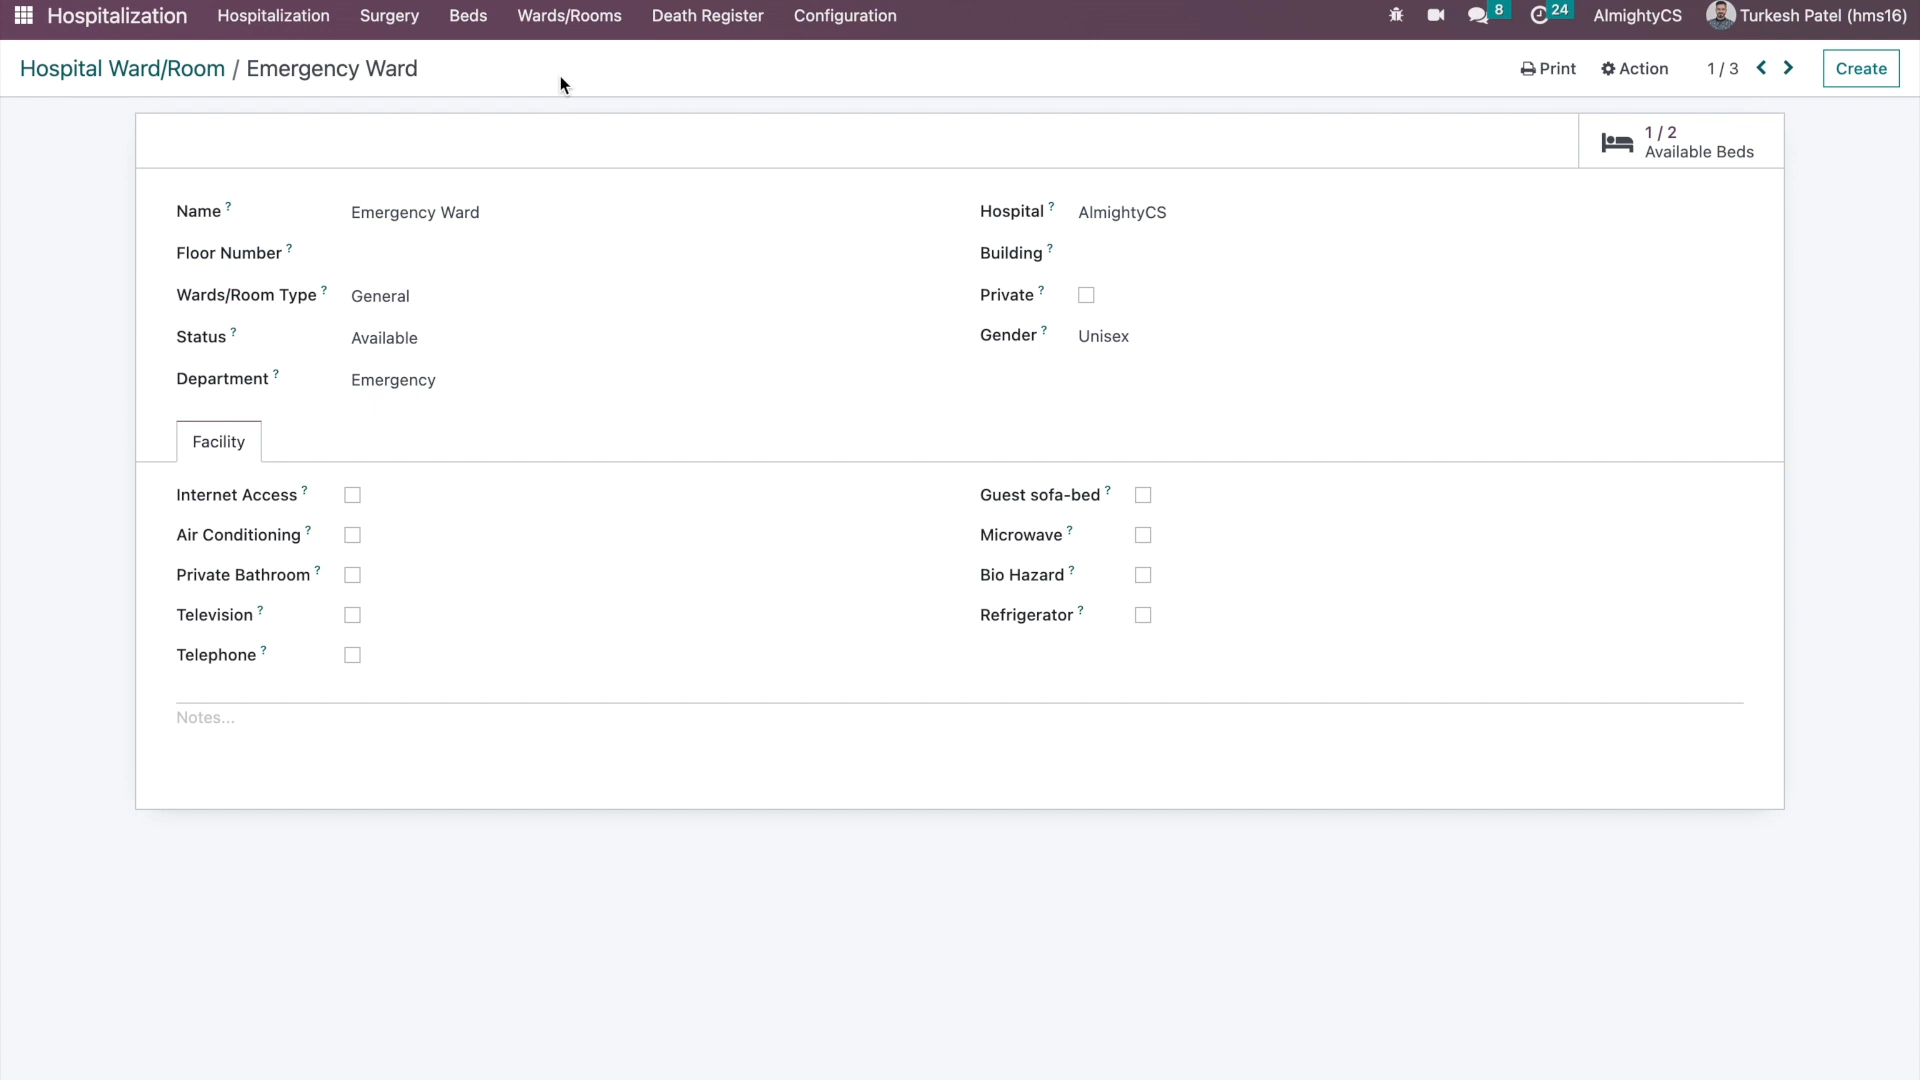 Hospitalization Hospitalization Surgery Beds Wards/Rooms Death Register Configuration 8 24 AlmightyCS Turkesh Patel (hms16)
Hospital Ward/Room / Emergency Ward Print Action 1 / 3 Create
1 / 2
Available Beds
Name ? Emergency Ward Hospital ? AlmightyCS
Floor Number ? Building ?
Wards/Room Type ? General Private ?
Status ? Available Gender ? Unisex
Department ? Emergency
Facility
Internet Access ? Guest sofa-bed ?
Air Conditioning ? Microwave ?
Private Bathroom ? Bio Hazard ?
Television ? Refrigerator ?
Telephone ?
Notes...